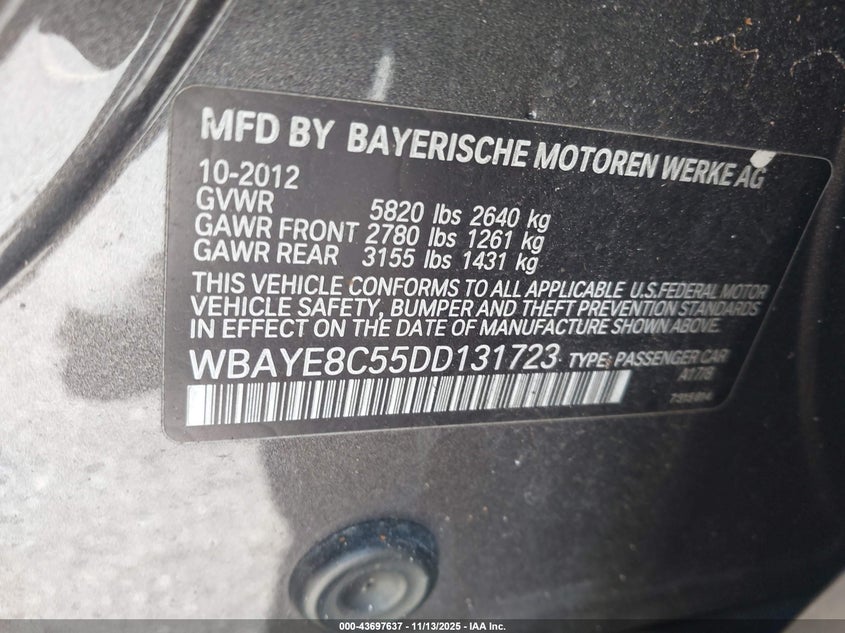 MFD BY BAYERISCHE MOTOREN WERKE AG
10-2012
GVWR 5820 lbs 2640 kg
GAWR FRONT 2780 lbs 1261 kg
GAWR REAR 3155 lbs 1431 kg
THIS VEHICLE CONFORMS TO ALL APPLICABLE U.S.FEDERAL MOTOR
VEHICLE SAFETY, BUMPER AND THEFT PREVENTION STANDARDS
IN EFFECT ON THE DATE OF MANUFACTURE SHOWN ABOVE.
WBAYE8C55DD131723 TYPE: PASSENGER CAR
A178
000-43697637 - 11/13/2025 - IAA Inc.